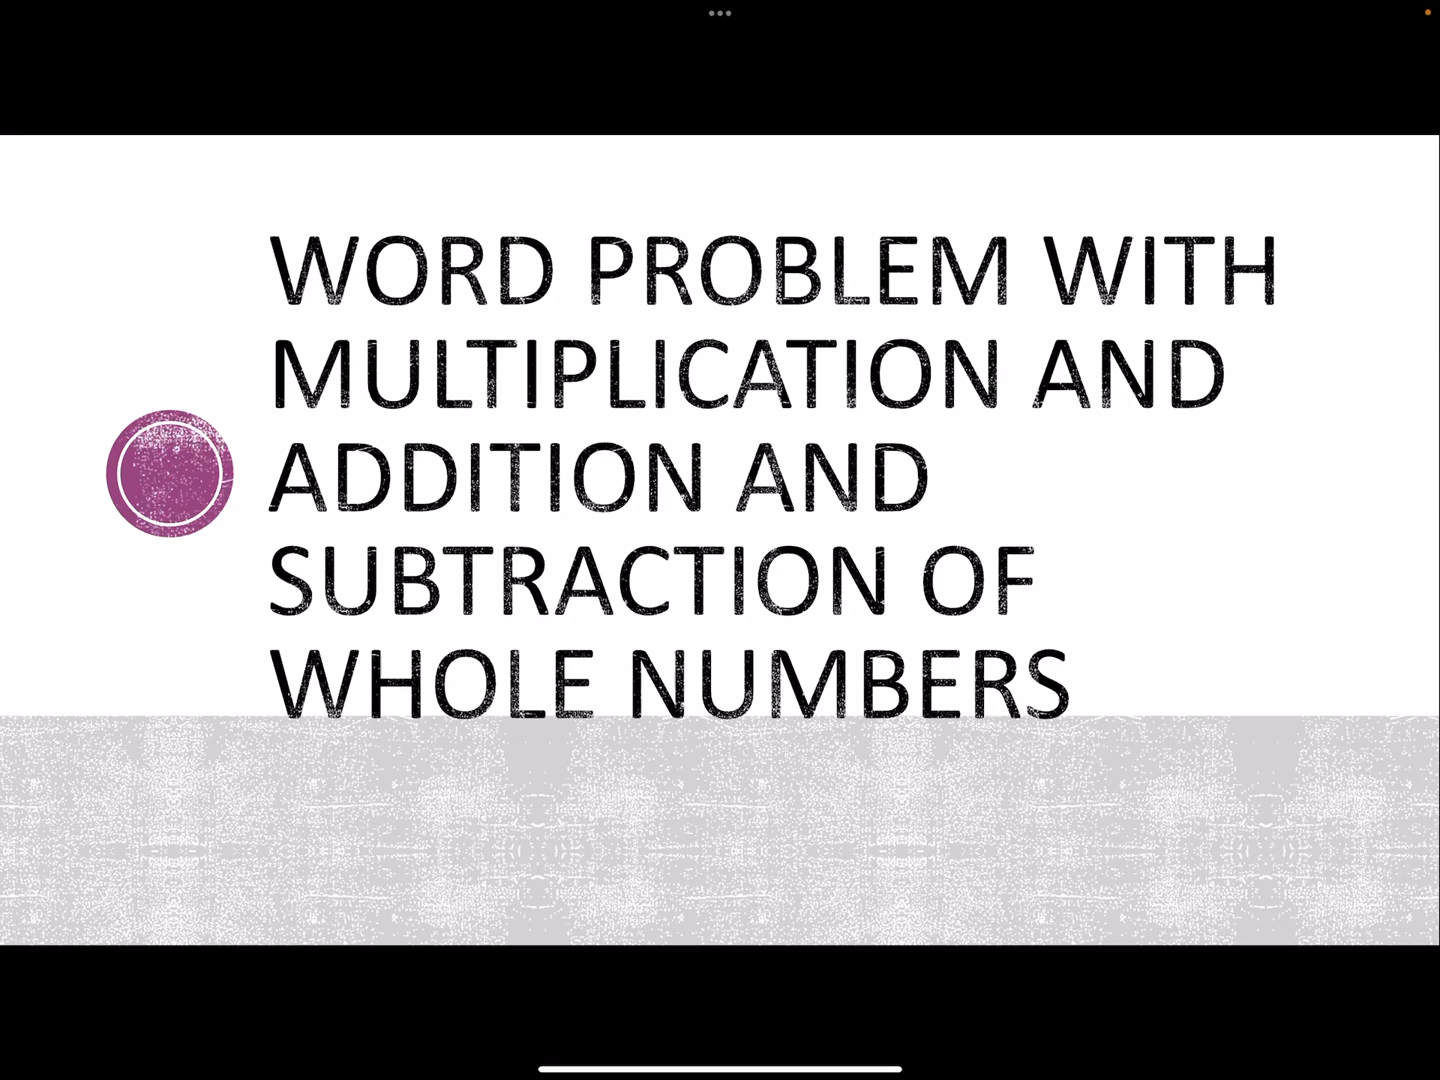 WORD PROBLEM WITH
MULTIPLICATION AND
ADDITION AND
SUBTRACTION OF
WHOLE NUMBERS